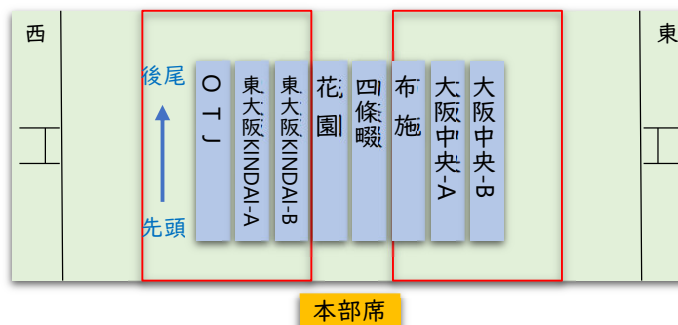 西
東
後尾
先頭
OTJ
東大阪KINDAI-A
東大阪KINDAI-B
花園
四條畷
布施
大阪中央-A
大阪中央-B
本部席